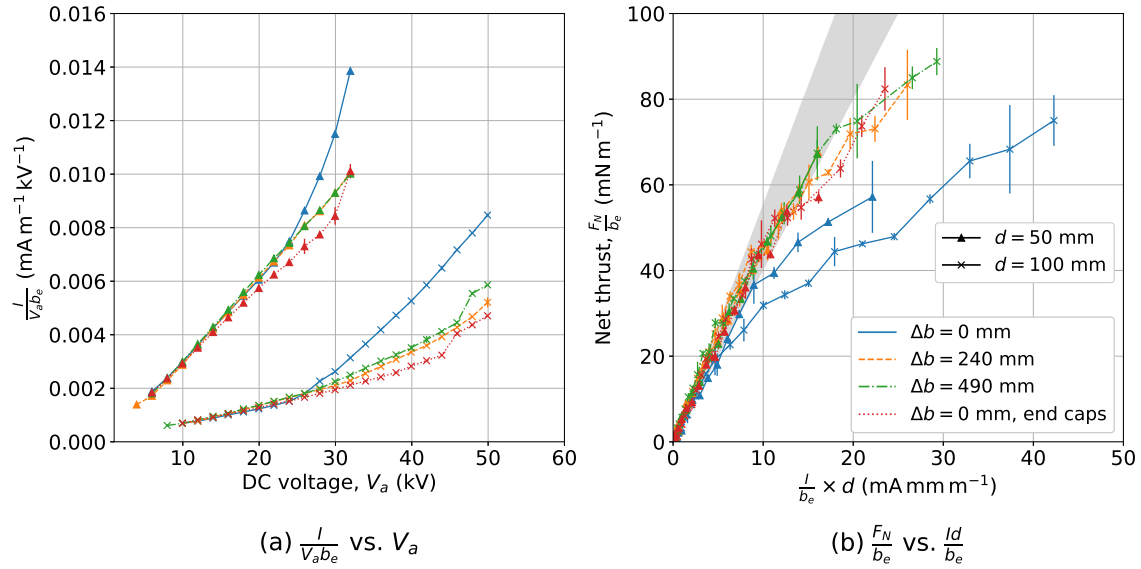 0.016
0.014
0.012
0.010
0.008
0.006
0.004
0.002
0.000
I/(V_a b_e) (mA m⁻¹ kV⁻¹)
10 20 30 40 50 60
DC voltage, V_a (kV)
(a) I/(V_a b_e) vs. V_a
100
80
60
40
20
0
Net thrust, F_N/b_e (mN m⁻¹)
d = 50 mm
d = 100 mm
Δb = 0 mm
Δb = 240 mm
Δb = 490 mm
Δb = 0 mm, end caps
0 10 20 30 40 50
I/b_e × d (mA mm m⁻¹)
(b) F_N/b_e vs. Id/b_e